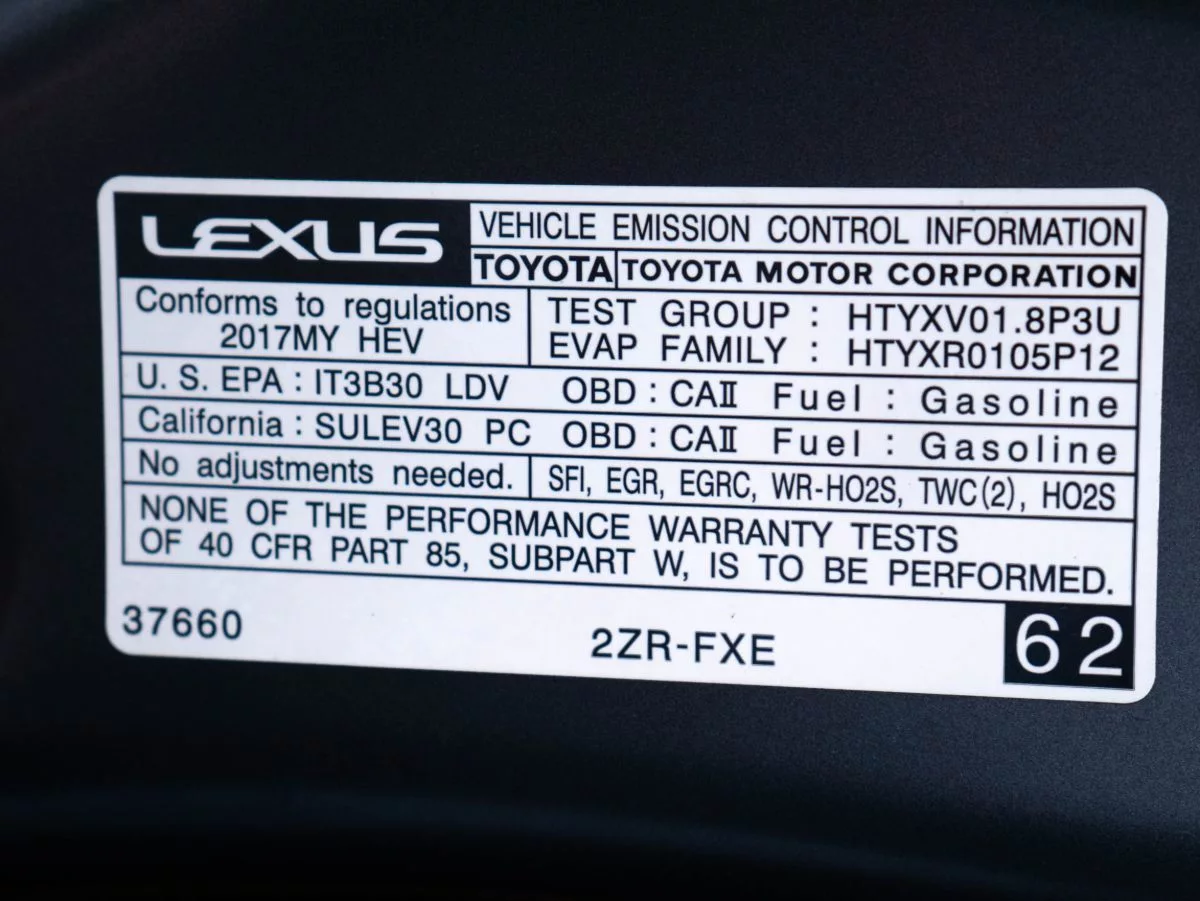 LEXUS VEHICLE EMISSION CONTROL INFORMATION
TOYOTA TOYOTA MOTOR CORPORATION
Conforms to regulations
2017MY HEV
TEST GROUP : HTYXV01.8P3U
EVAP FAMILY : HTYXR0105P12
U. S. EPA : IT3B30 LDV OBD : CAⅡ Fuel : Gasoline
California : SULEV30 PC OBD : CAⅡ Fuel : Gasoline
No adjustments needed. SFI, EGR, EGRC, WR-HO2S, TWC(2), HO2S
NONE OF THE PERFORMANCE WARRANTY TESTS
OF 40 CFR PART 85, SUBPART W, IS TO BE PERFORMED.
37660 2ZR-FXE 62